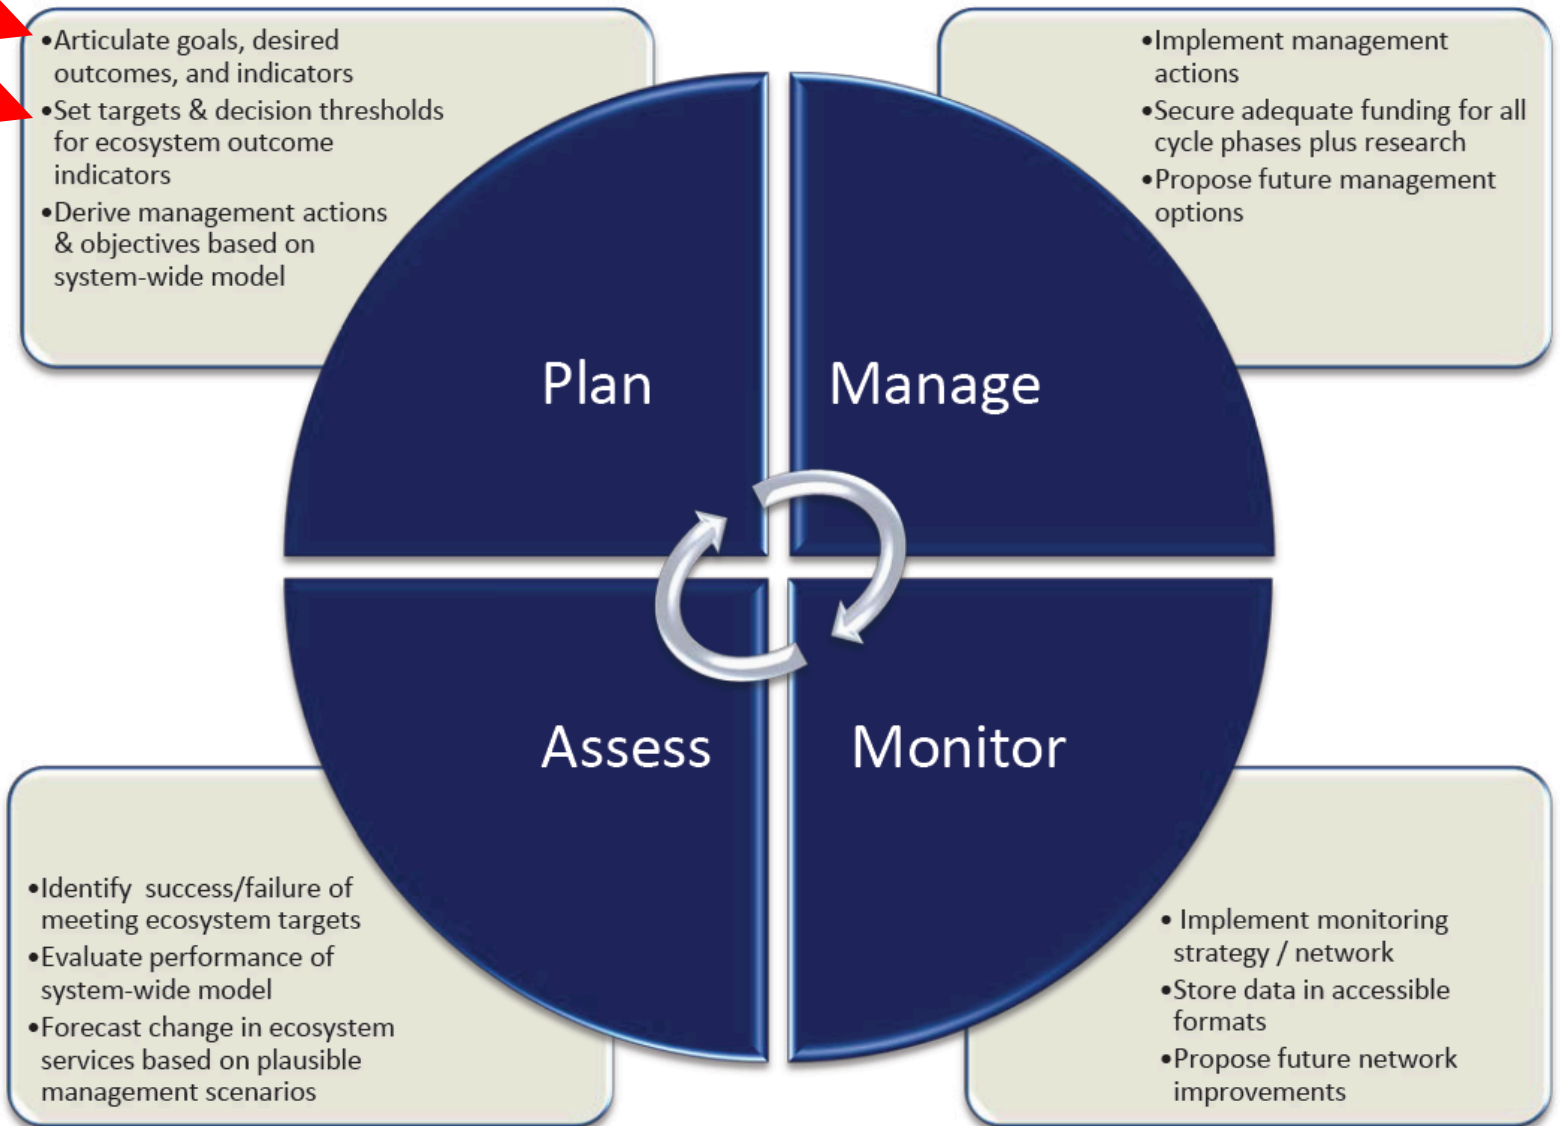 •Articulate goals, desired
outcomes, and indicators
•Set targets & decision thresholds
for ecosystem outcome
indicators
•Derive management actions
& objectives based on
system-wide model
•Implement management
actions
•Secure adequate funding for all
cycle phases plus research
•Propose future management
options
Plan
Manage
Assess
Monitor
•Identify success/failure of
meeting ecosystem targets
•Evaluate performance of
system-wide model
•Forecast change in ecosystem
services based on plausible
management scenarios
• Implement monitoring
strategy / network
•Store data in accessible
formats
•Propose future network
improvements